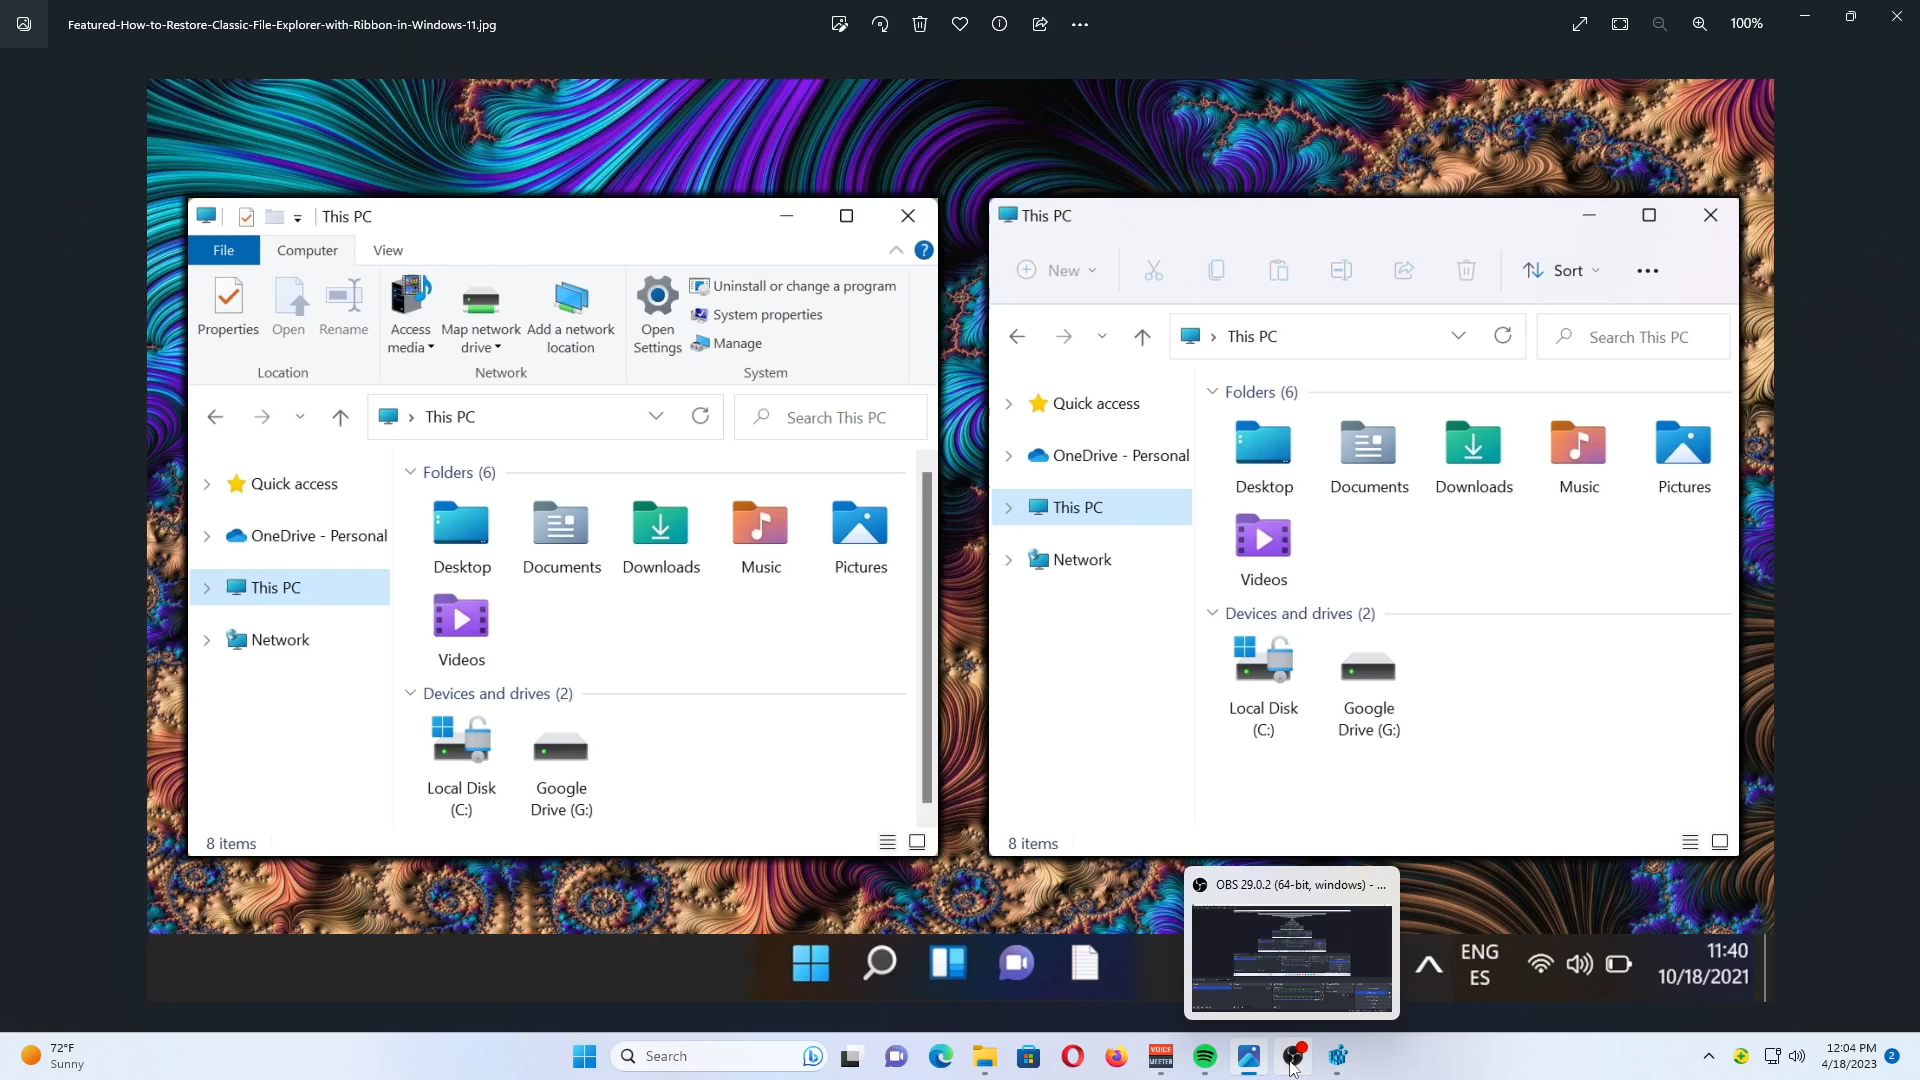 Featured-How-to-Restore-Classic-File-Explorer-with-Ribbon-in-Windows-11.jpg
100%
This PC
File
Computer
View
?
Properties
Open
Rename
Access media
Map network drive
Add a network location
Open Settings
Uninstall or change a program
System properties
Manage
Location
Network
System
This PC
Search This PC
Quick access
OneDrive - Personal
This PC
Network
Folders (6)
Desktop
Documents
Downloads
Music
Pictures
Videos
Devices and drives (2)
Local Disk
(C:)
Google
Drive (G:)
8 items
This PC
New
Sort
This PC
Search This PC
Quick access
OneDrive - Personal
This PC
Network
Folders (6)
Desktop
Documents
Downloads
Music
Pictures
Videos
Devices and drives (2)
Local Disk
(C:)
Google
Drive (G:)
8 items
OBS 29.0.2 (64-bit, windows) - ...
ENG
ES
11:40
10/18/2021
72°F
Sunny
Search
VOICE
MEETER
12:04 PM
4/18/2023
2